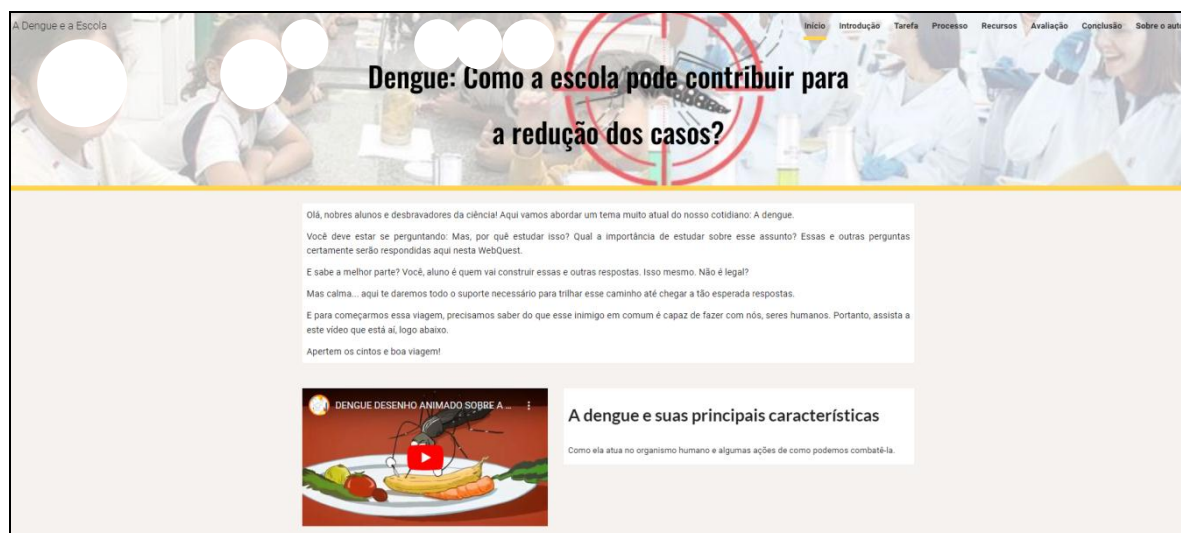 A Dengue e a Escola
Início Introdução Tarefa Processo Recursos Avaliação Conclusão Sobre o auto
Dengue: Como a escola pode contribuir para
a redução dos casos?
Olá, nobres alunos e desbravadores da ciência! Aqui vamos abordar um tema muito atual do nosso cotidiano: A dengue.
Você deve estar se perguntando: Mas, por quê estudar isso? Qual a importância de estudar sobre esse assunto? Essas e outras perguntas
certamente serão respondidas aqui nesta WebQuest.
E sabe a melhor parte? Você, aluno é quem vai construir essas e outras respostas. Isso mesmo. Não é legal?
Mas calma... aqui te daremos todo o suporte necessário para trilhar esse caminho até chegar a tão esperada respostas.
E para começarmos essa viagem, precisamos saber do que esse inimigo em comum é capaz de fazer com nós, seres humanos. Portanto, assista a
este vídeo que está aí, logo abaixo.
Apertem os cintos e boa viagem!
DENGUE DESENHO ANIMADO SOBRE A ...
A dengue e suas principais características
Como ela atua no organismo humano e algumas ações de como podemos combatê-la.